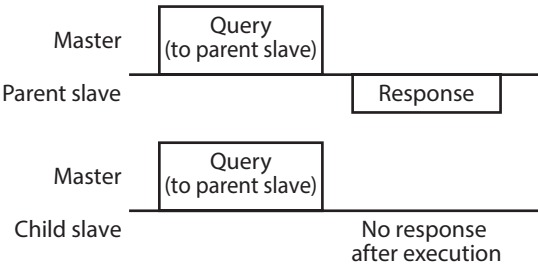 Query
(to parent slave)
Master
Parent slave
Response
Query
(to parent slave)
Master
Child slave
No response
after execution